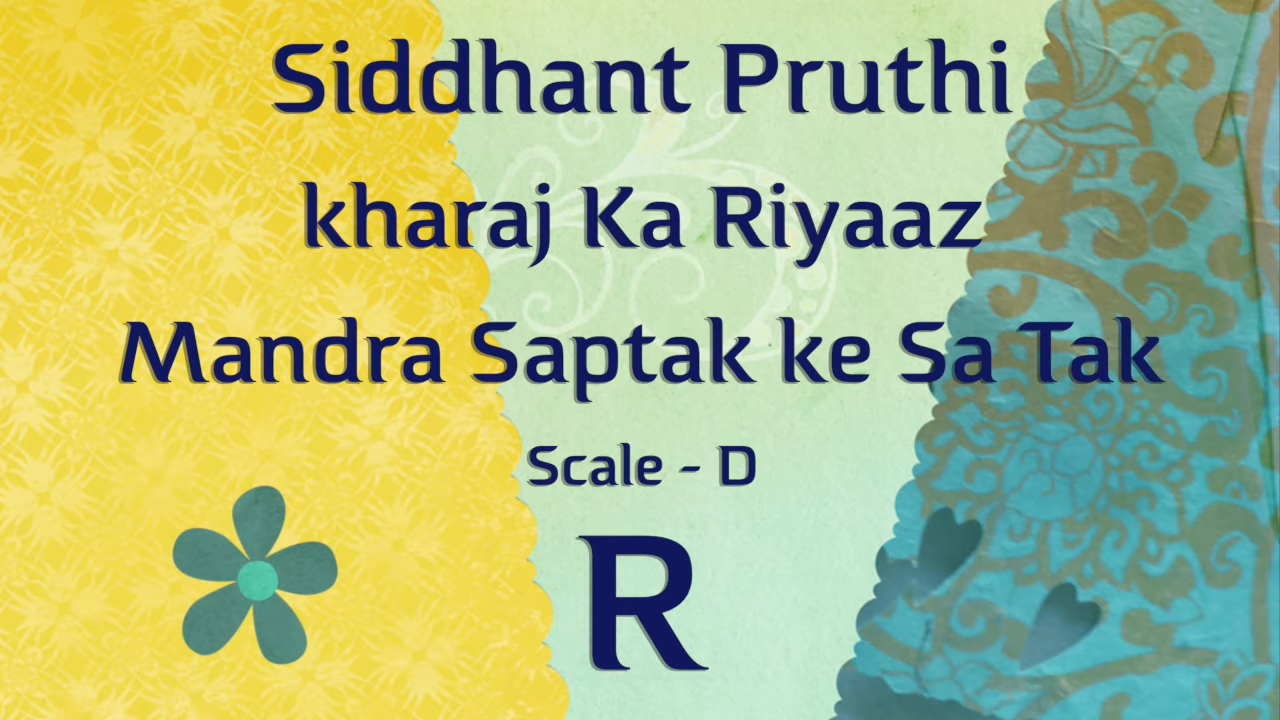 Siddhant Pruthi
kharaj Ka Riyaaz
Mandra Saptak ke Sa Tak
Scale - D
R